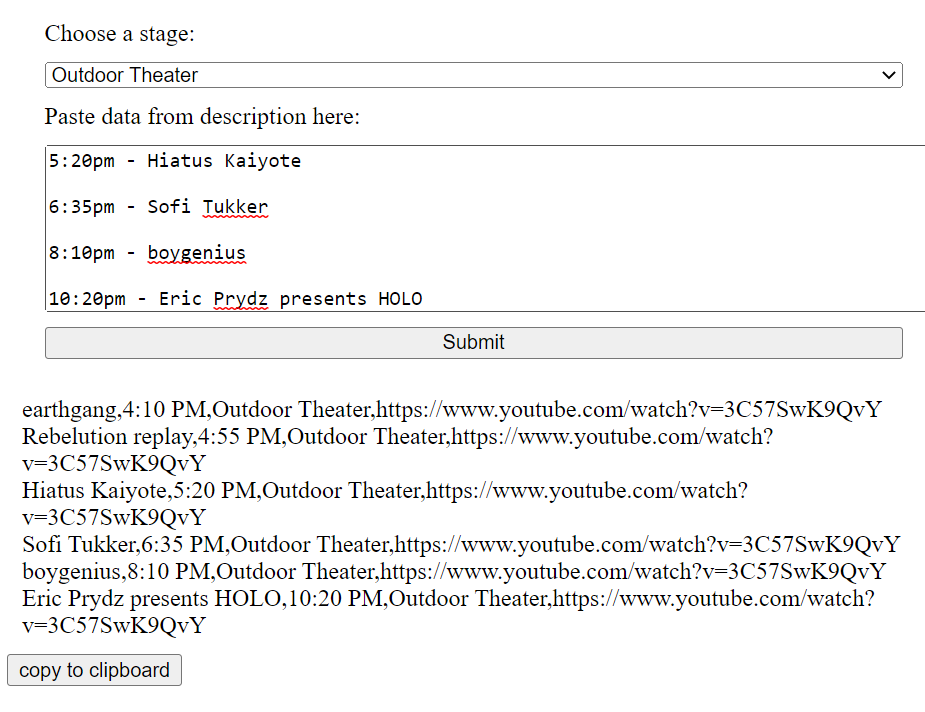 Choose a stage:
Outdoor Theater
Paste data from description here:
5:20pm - Hiatus Kaiyote
6:35pm - Sofi Tukker
8:10pm - boygenius
10:20pm - Eric Prydz presents HOLO
Submit
earthgang,4:10 PM,Outdoor Theater,https://www.youtube.com/watch?v=3C57SwK9QvY
Rebelution replay,4:55 PM,Outdoor Theater,https://www.youtube.com/watch?
v=3C57SwK9QvY
Hiatus Kaiyote,5:20 PM,Outdoor Theater,https://www.youtube.com/watch?
v=3C57SwK9QvY
Sofi Tukker,6:35 PM,Outdoor Theater,https://www.youtube.com/watch?v=3C57SwK9QvY
boygenius,8:10 PM,Outdoor Theater,https://www.youtube.com/watch?v=3C57SwK9QvY
Eric Prydz presents HOLO,10:20 PM,Outdoor Theater,https://www.youtube.com/watch?
v=3C57SwK9QvY
copy to clipboard